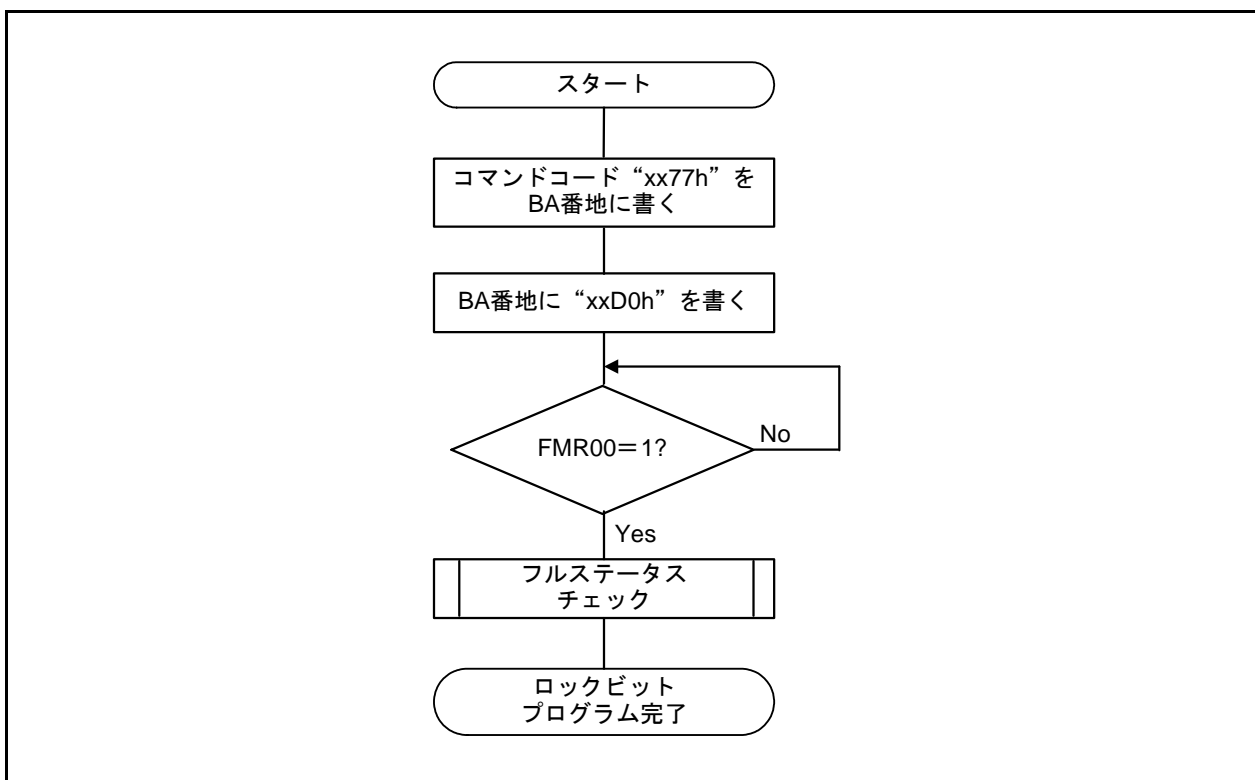 スタート
コマンドコード“xx77h”を
BA番地に書く
BA番地に“xxD0h”を書く
FMR00＝1?
No
Yes
フルステータス
チェック
ロックビット
プログラム完了